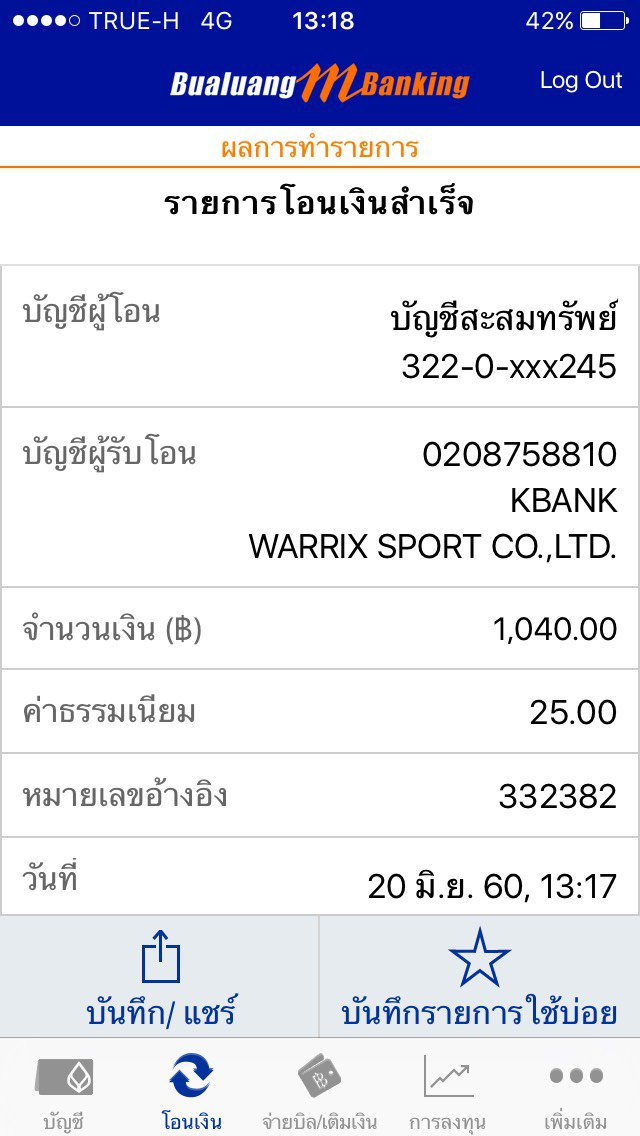 TRUE-H 4G 13:18 42%
Bualuang mBanking Log Out
ผลการทำรายการ
รายการโอนเงินสำเร็จ
บัญชีผู้โอน บัญชีสะสมทรัพย์
322-0-xxx245
บัญชีผู้รับโอน 0208758810
KBANK
WARRIX SPORT CO.,LTD.
จำนวนเงิน (฿) 1,040.00
ค่าธรรมเนียม 25.00
หมายเลขอ้างอิง 332382
วันที่ 20 มิ.ย. 60, 13:17
บันทึก/ แชร์ บันทึกรายการใช้บ่อย
บัญชี โอนเงิน จ่ายบิล/เติมเงิน การลงทุน เพิ่มเติม